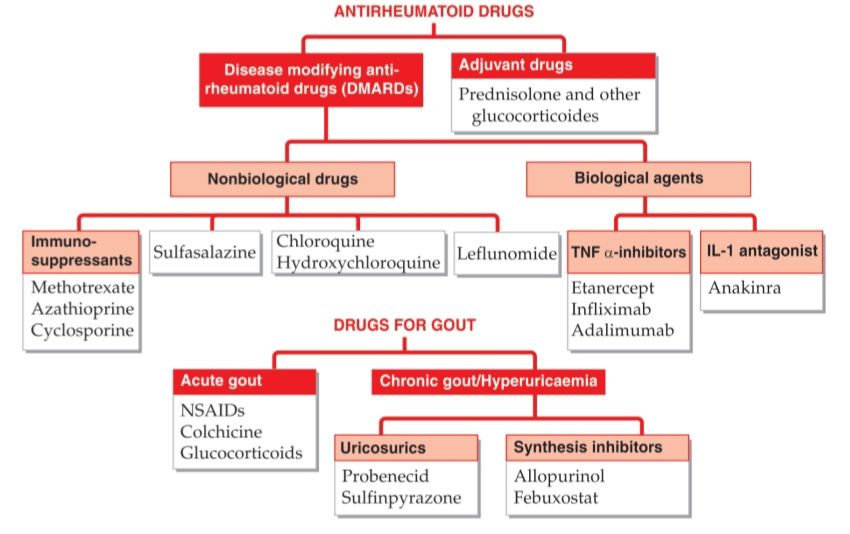 ANTIRHEUMATOID DRUGS
Disease modifying anti-
rheumatoid drugs (DMARDs)
Adjuvant drugs
Prednisolone and other
glucocorticoides
Nonbiological drugs
Biological agents
Immuno-
suppressants
Methotrexate
Azathioprine
Cyclosporine
Sulfasalazine
Chloroquine
Hydroxychloroquine
Leflunomide
TNF α-inhibitors
Etanercept
Infliximab
Adalimumab
IL-1 antagonist
Anakinra
DRUGS FOR GOUT
Acute gout
NSAIDs
Colchicine
Glucocorticoids
Chronic gout/Hyperuricaemia
Uricosurics
Probenecid
Sulfinpyrazone
Synthesis inhibitors
Allopurinol
Febuxostat